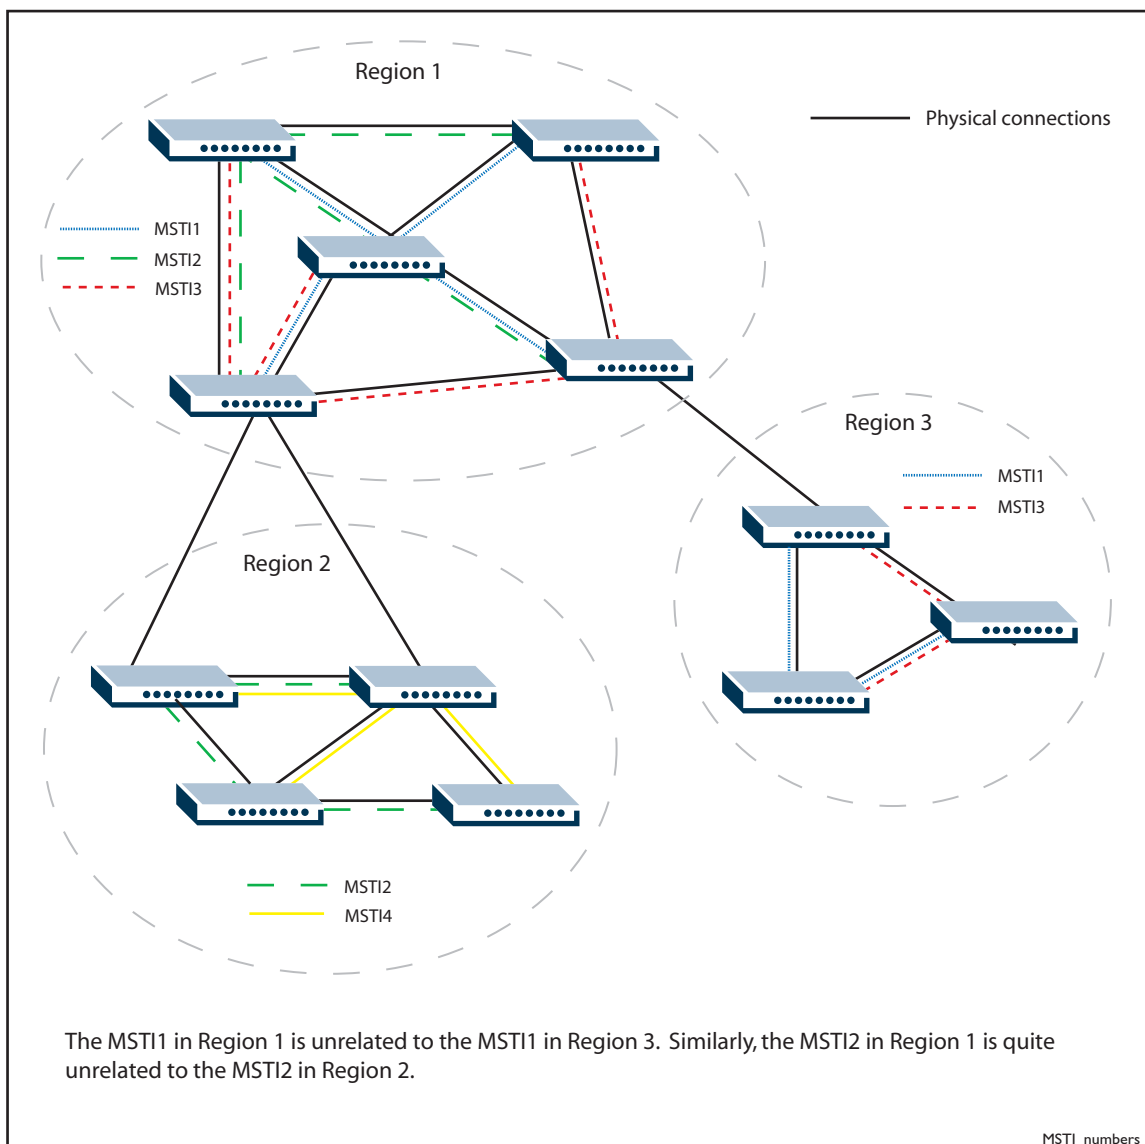 Region 1
Physical connections
MSTI1
MSTI2
MSTI3
Region 3
MSTI1
MSTI3
Region 2
MSTI2
MSTI4
The MSTI1 in Region 1 is unrelated to the MSTI1 in Region 3. Similarly, the MSTI2 in Region 1 is quite
unrelated to the MSTI2 in Region 2.
MSTI_numbers